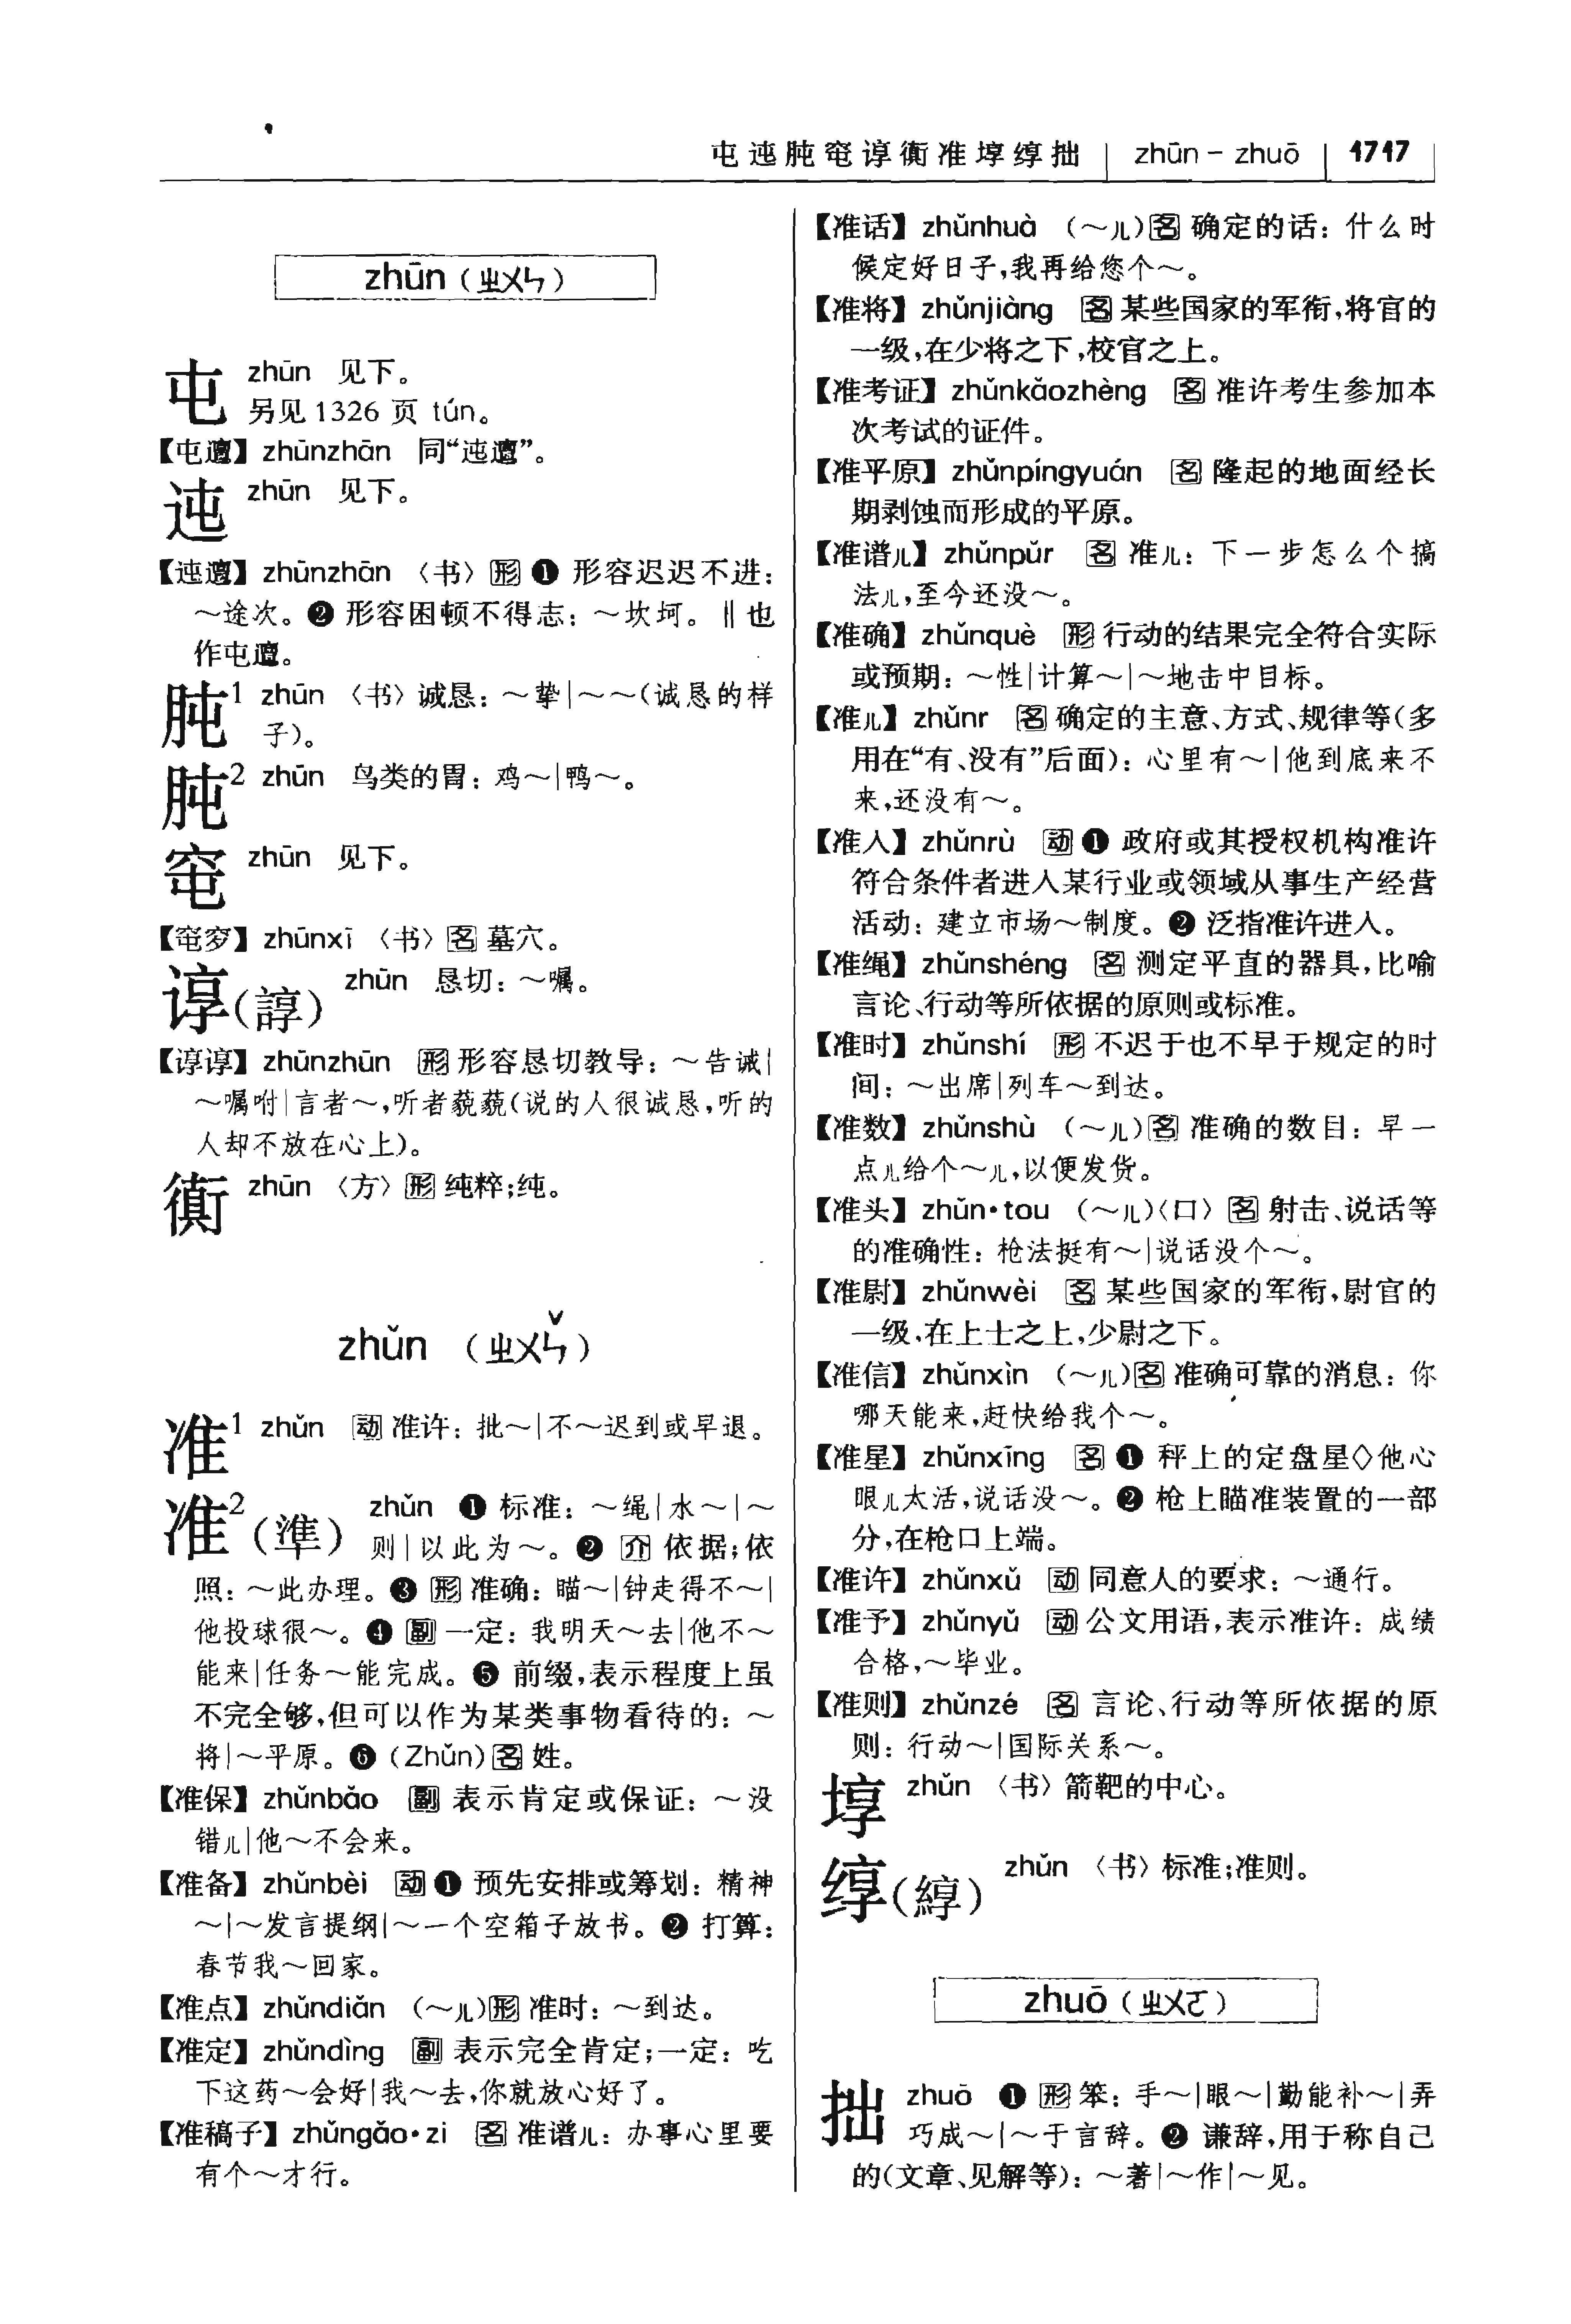 屯迍肫窀谆衠准埻𬘯拙 zhūn－zhuō 1717
zhūn（ㄓㄨㄣ）
屯 zhūn 见下。
另见 1326 页 tún。
【屯邅】zhūnzhān 同“迍邅”。
迍 zhūn 见下。
【迍邅】zhūnzhān〈书〉形 ❶ 形容迟迟不进：
～途次。❷ 形容困顿不得志：～坎坷。‖也
作屯邅。
肫¹ zhūn〈书〉诚恳：～挚|～～（诚恳的样
子）。
肫² zhūn 鸟类的胃：鸡～|鸭～。
窀 zhūn 见下。
【窀穸】zhūnxī〈书〉名 墓穴。
谆（諄） zhūn 恳切：～嘱。
【谆谆】zhūnzhūn 形 形容恳切教导：～告诫|
～嘱咐|言者～，听者藐藐（说的人很诚恳，听的
人却不放在心上）。
衠 zhūn〈方〉形 纯粹；纯。
zhǔn（ㄓㄨㄣˇ）
准¹ zhǔn 动 准许：批～|不～迟到或早退。
准²（準） zhǔn ❶ 标准：～绳|水～|～
则|以此为～。❷ 介 依据；依
照：～此办理。❸ 形 准确：瞄～|钟走得不～|
他投球很～。❹ 副 一定：我明天～去|他不～
能来|任务～能完成。❺ 前缀，表示程度上虽
不完全够，但可以作为某类事物看待的：～
将|～平原。❻（Zhǔn）名 姓。
【准保】zhǔnbǎo 副 表示肯定或保证：～没
错儿|他～不会来。
【准备】zhǔnbèi 动 ❶ 预先安排或筹划：精神
～|～发言提纲|～一个空箱子放书。❷ 打算：
春节我～回家。
【准点】zhǔndiǎn（～儿）形 准时：～到达。
【准定】zhǔndìng 副 表示完全肯定；一定：吃
下这药～会好|我～去，你就放心好了。
【准稿子】zhǔngǎo·zi 名 准谱儿：办事心里要
有个～才行。
【准话】zhǔnhuà（～儿）名 确定的话：什么时
候定好日子，我再给您个～。
【准将】zhǔnjiàng 名 某些国家的军衔，将官的
一级，在少将之下，校官之上。
【准考证】zhǔnkǎozhèng 名 准许考生参加本
次考试的证件。
【准平原】zhǔnpíngyuán 名 隆起的地面经长
期剥蚀而形成的平原。
【准谱儿】zhǔnpǔr 名 准儿：下一步怎么个搞
法儿，至今还没～。
【准确】zhǔnquè 形 行动的结果完全符合实际
或预期：～性|计算～|～地击中目标。
【准儿】zhǔnr 名 确定的主意、方式、规律等（多
用在“有、没有”后面）：心里有～|他到底来不
来，还没有～。
【准入】zhǔnrù 动 ❶ 政府或其授权机构准许
符合条件者进入某行业或领域从事生产经营
活动：建立市场～制度。❷ 泛指准许进入。
【准绳】zhǔnshéng 名 测定平直的器具，比喻
言论、行动等所依据的原则或标准。
【准时】zhǔnshí 形 不迟于也不早于规定的时
间：～出席|列车～到达。
【准数】zhǔnshù（～儿）名 准确的数目：早一
点儿给个～儿，以便发货。
【准头】zhǔn·tou（～儿）〈口〉名 射击、说话等
的准确性：枪法挺有～|说话没个～。
【准尉】zhǔnwèi 名 某些国家的军衔，尉官的
一级，在上士之上，少尉之下。
【准信】zhǔnxìn（～儿）名 准确可靠的消息：你
哪天能来，赶快给我个～。
【准星】zhǔnxīng 名 ❶ 秤上的定盘星◇他心
眼儿太活，说话没～。❷ 枪上瞄准装置的一部
分，在枪口上端。
【准许】zhǔnxǔ 动 同意人的要求：～通行。
【准予】zhǔnyǔ 动 公文用语，表示准许：成绩
合格，～毕业。
【准则】zhǔnzé 名 言论、行动等所依据的原
则：行动～|国际关系～。
埻 zhǔn〈书〉箭靶的中心。
𬘯（綧） zhǔn〈书〉标准；准则。
zhuō（ㄓㄨㄛ）
拙 zhuō ❶ 形 笨：手～|眼～|勤能补～|弄
巧成～|～于言辞。❷ 谦辞，用于称自己
的（文章、见解等）：～著|～作|～见。